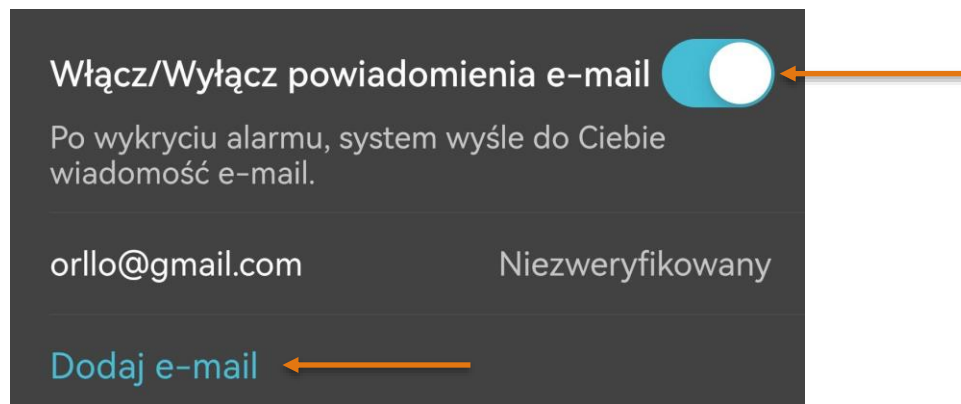 Włącz/Wyłącz powiadomienia e-mail
Po wykryciu alarmu, system wyśle do Ciebie
wiadomość e-mail.
orllo@gmail.com Niezweryfikowany
Dodaj e-mail